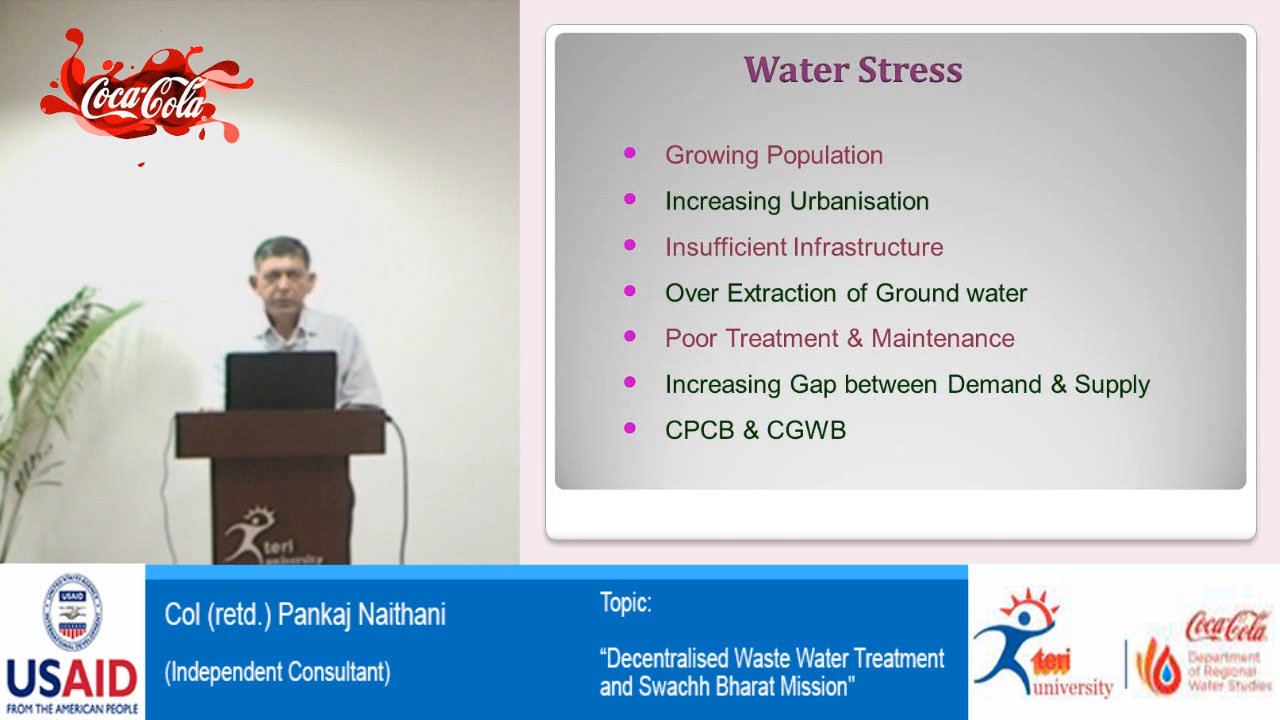 Coca-Cola
Water Stress
Growing Population
Increasing Urbanisation
Insufficient Infrastructure
Over Extraction of Ground water
Poor Treatment & Maintenance
Increasing Gap between Demand & Supply
CPCB & CGWB
teri
university
USAID
USAID
FROM THE AMERICAN PEOPLE
Col (retd.) Pankaj Naithani
(Independent Consultant)
Topic:
“Decentralised Waste Water Treatment
and Swachh Bharat Mission"
teri
university
Coca-Cola
Department
of Regional
Water Studies